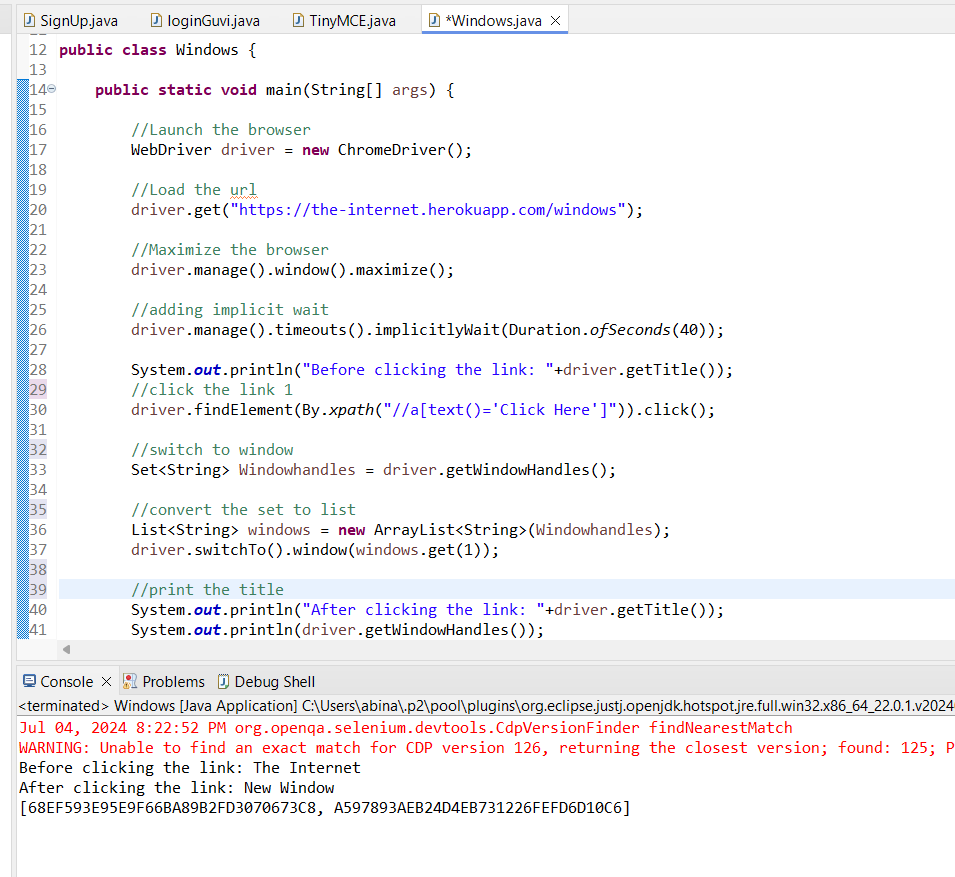 SignUp.java loginGuvi.java TinyMCE.java *Windows.java
12 public class Windows {
13
14 public static void main(String[] args) {
15
16 //Launch the browser
17 WebDriver driver = new ChromeDriver();
18
19 //Load the url
20 driver.get("https://the-internet.herokuapp.com/windows");
21
22 //Maximize the browser
23 driver.manage().window().maximize();
24
25 //adding implicit wait
26 driver.manage().timeouts().implicitlyWait(Duration.ofSeconds(40));
27
28 System.out.println("Before clicking the link: "+driver.getTitle());
29 //click the link 1
30 driver.findElement(By.xpath("//a[text()='Click Here']")).click();
31
32 //switch to window
33 Set<String> Windowhandles = driver.getWindowHandles();
34
35 //convert the set to list
36 List<String> windows = new ArrayList<String>(Windowhandles);
37 driver.switchTo().window(windows.get(1));
38
39 //print the title
40 System.out.println("After clicking the link: "+driver.getTitle());
41 System.out.println(driver.getWindowHandles());
Console Problems Debug Shell
<terminated> Windows [Java Application] C:\Users\abina\.p2\pool\plugins\org.eclipse.justj.openjdk.hotspot.jre.full.win32.x86_64_22.0.1.v2024
Jul 04, 2024 8:22:52 PM org.openqa.selenium.devtools.CdpVersionFinder findNearestMatch
WARNING: Unable to find an exact match for CDP version 126, returning the closest version; found: 125; P
Before clicking the link: The Internet
After clicking the link: New Window
[68EF593E95E9F66BA89B2FD3070673C8, A597893AEB24D4EB731226FEFD6D10C6]